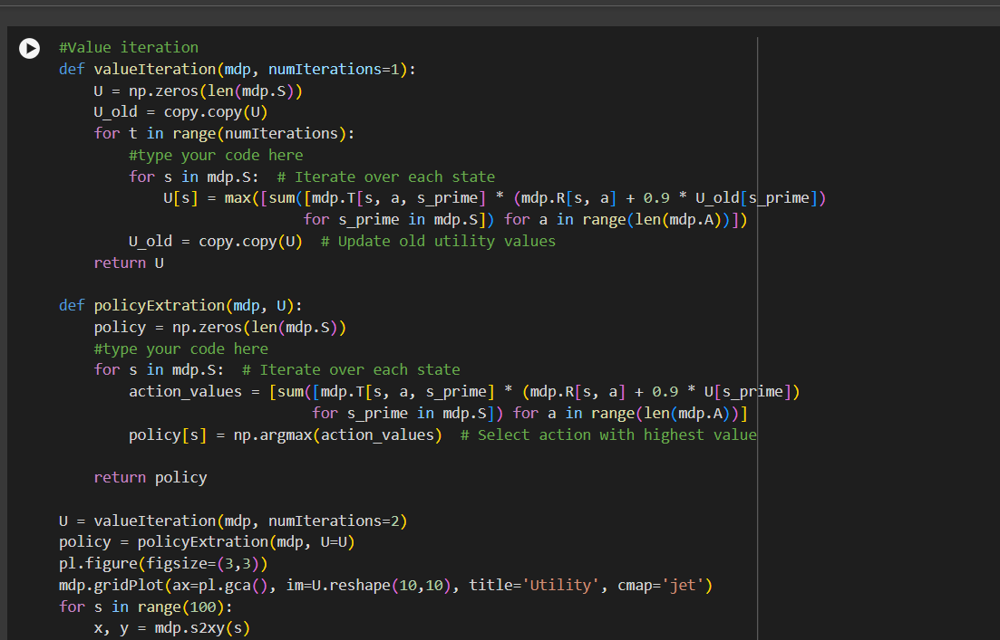 #Value iteration
def valueIteration(mdp, numIterations=1):
    U = np.zeros(len(mdp.S))
    U_old = copy.copy(U)
    for t in range(numIterations):
        #type your code here
        for s in mdp.S:  # Iterate over each state
            U[s] = max([sum([mdp.T[s, a, s_prime] * (mdp.R[s, a] + 0.9 * U_old[s_prime])
                            for s_prime in mdp.S]) for a in range(len(mdp.A))])
        U_old = copy.copy(U)  # Update old utility values
    return U

def policyExtration(mdp, U):
    policy = np.zeros(len(mdp.S))
    #type your code here
    for s in mdp.S:  # Iterate over each state
        action_values = [sum([mdp.T[s, a, s_prime] * (mdp.R[s, a] + 0.9 * U[s_prime])
                             for s_prime in mdp.S]) for a in range(len(mdp.A))]
        policy[s] = np.argmax(action_values)  # Select action with highest value

    return policy

U = valueIteration(mdp, numIterations=2)
policy = policyExtration(mdp, U=U)
pl.figure(figsize=(3,3))
mdp.gridPlot(ax=pl.gca(), im=U.reshape(10,10), title='Utility', cmap='jet')
for s in range(100):
    x, y = mdp.s2xy(s)